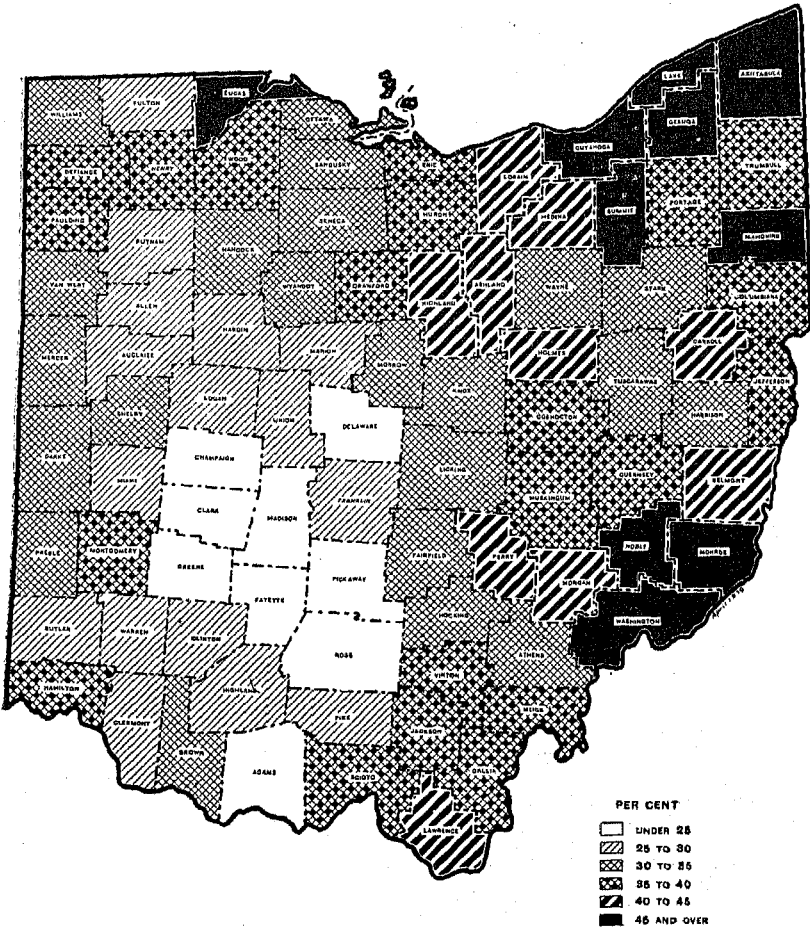 WILLIAMS
FULTON
LUCAS
OTTAWA
LAKE
ASHTABULA
DEFIANCE
HENRY
WOOD
SANDUSKY
ERIE
LORAIN
CUYAHOGA
GEAUGA
TRUMBULL
PAULDING
PUTNAM
HANCOCK
SENECA
HURON
MEDINA
SUMMIT
PORTAGE
MAHONING
VAN WERT
ALLEN
WYANDOT
CRAWFORD
RICHLAND
ASHLAND
WAYNE
STARK
COLUMBIANA
MERCER
AUGLAIZE
HARDIN
MARION
MORROW
KNOX
HOLMES
TUSCARAWAS
CARROLL
JEFFERSON
SHELBY
LOGAN
UNION
DELAWARE
COSHOCTON
HARRISON
DARKE
MIAMI
CHAMPAIGN
CLARK
MADISON
FRANKLIN
LICKING
MUSKINGUM
GUERNSEY
BELMONT
PREBLE
MONTGOMERY
GREENE
FAYETTE
PICKAWAY
FAIRFIELD
PERRY
MORGAN
NOBLE
MONROE
BUTLER
WARREN
CLINTON
ROSS
HOCKING
ATHENS
WASHINGTON
HAMILTON
CLERMONT
HIGHLAND
PIKE
VINTON
MEIGS
BROWN
ADAMS
SCIOTO
JACKSON
GALLIA
LAWRENCE
PER CENT
UNDER 25
25 TO 30
30 TO 35
35 TO 40
40 TO 45
45 AND OVER